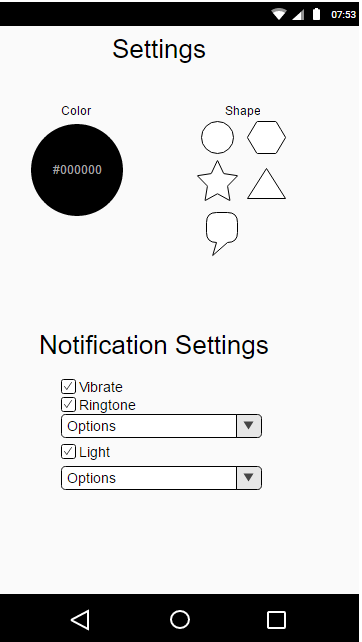 07:53
Settings
Color
Shape
#000000
Notification Settings
Vibrate
Ringtone
Options
Light
Options